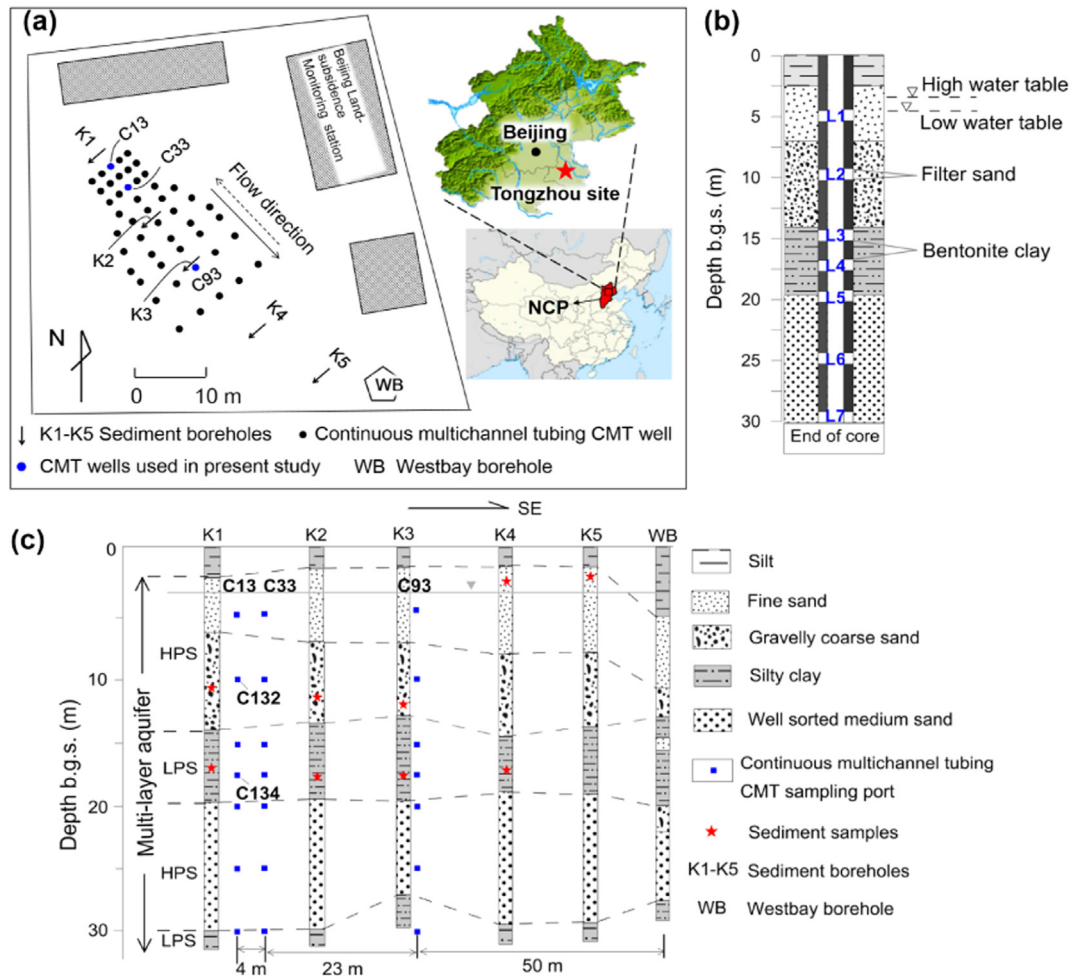 (a)
Beijing Land-
subsidence
Monitoring station
K1
C13
C33
Flow direction
K2
C93
K3
K4
K5
WB
N
0 10 m
Beijing
Tongzhou site
NCP
K1-K5 Sediment boreholes
Continuous multichannel tubing CMT well
CMT wells used in present study
WB Westbay borehole
(b)
Depth b.g.s. (m)
0
5
10
15
20
25
30
L1
L2
L3
L4
L5
L6
L7
High water table
Low water table
Filter sand
Bentonite clay
End of core
(c)
SE
K1 K2 K3 K4 K5 WB
Depth b.g.s. (m)
0
10
20
30
Multi-layer aquifer
HPS
LPS
HPS
LPS
C13 C33 C93
C132
C134
4 m 23 m 50 m
Silt
Fine sand
Gravelly coarse sand
Silty clay
Well sorted medium sand
Continuous multichannel tubing
CMT sampling port
Sediment samples
K1-K5 Sediment boreholes
WB Westbay borehole